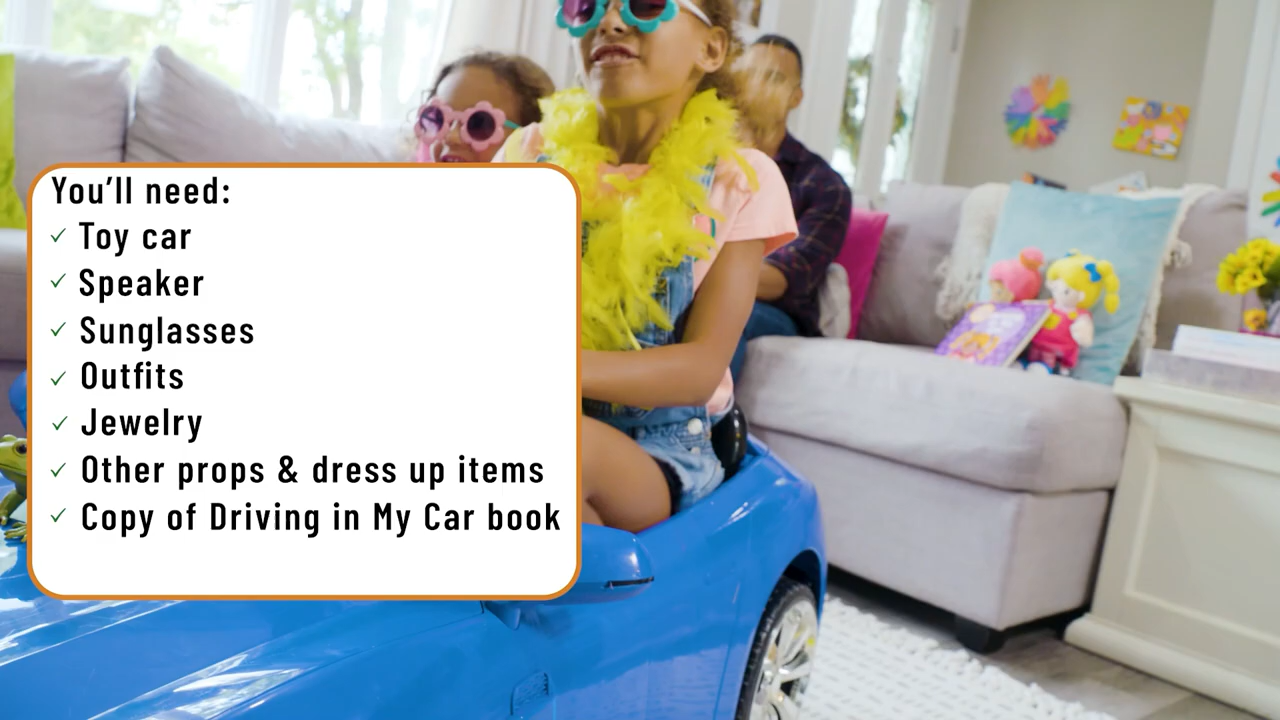 You'll need:
✓ Toy car
✓ Speaker
✓ Sunglasses
✓ Outfits
✓ Jewelry
✓ Other props & dress up items
✓ Copy of Driving in My Car book